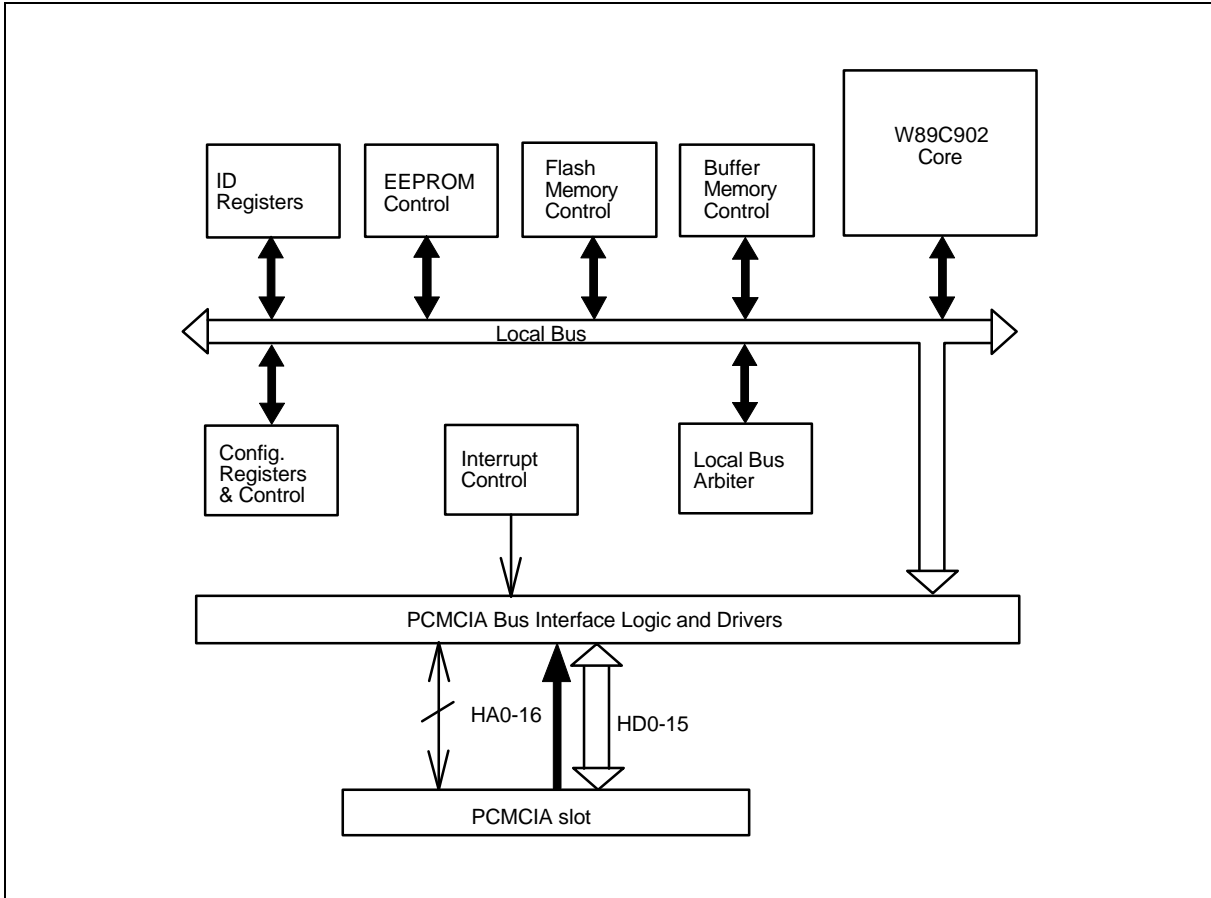 W89C902
Core
ID
Registers
EEPROM
Control
Flash
Memory
Control
Buffer
Memory
Control
Local Bus
Config.
Registers
& Control
Interrupt
Control
Local Bus
Arbiter
PCMCIA Bus Interface Logic and Drivers
HA0-16
HD0-15
PCMCIA slot